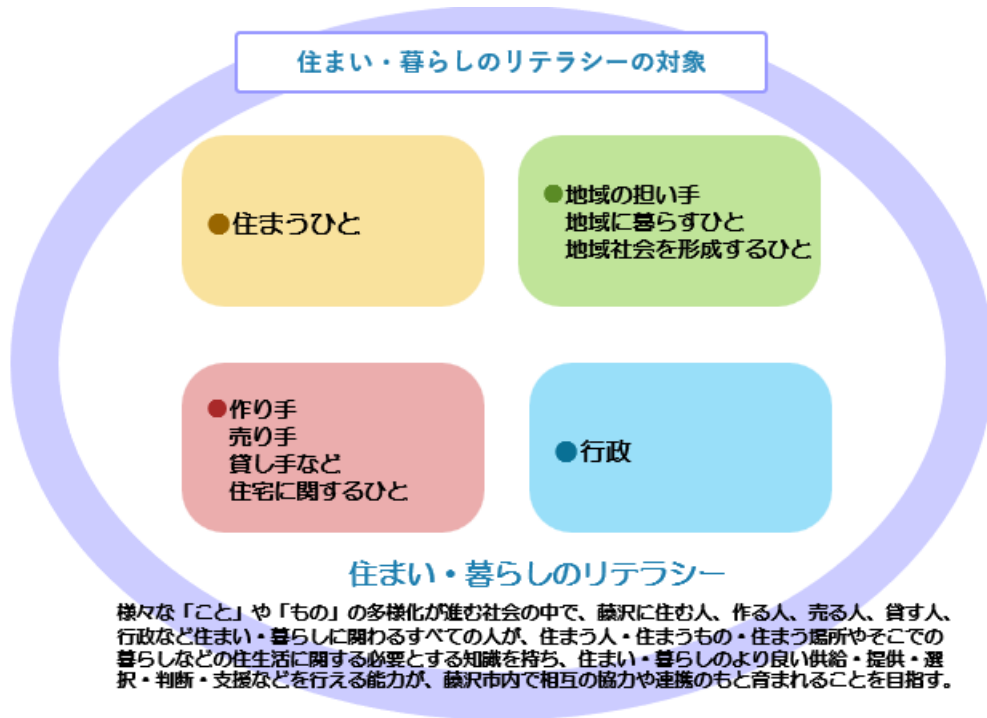 住まい・暮らしのリテラシーの対象
●住まうひと
●地域の担い手
地域に暮らすひと
地域社会を形成するひと
●作り手
売り手
貸し手など
住宅に関するひと
●行政
住まい・暮らしのリテラシー
様々な「こと」や「もの」の多様化が進む社会の中で、藤沢に住む人、作る人、売る人、貸す人、
行政など住まい・暮らしに関わるすべての人が、住まう人・住まうもの・住まう場所やそこでの
暮らしなどの住生活に関する必要とする知識を持ち、住まい・暮らしのより良い供給・提供・選
択・判断・支援などを行える能力が、藤沢市内で相互の協力や連携のもと育まれることを目指す。